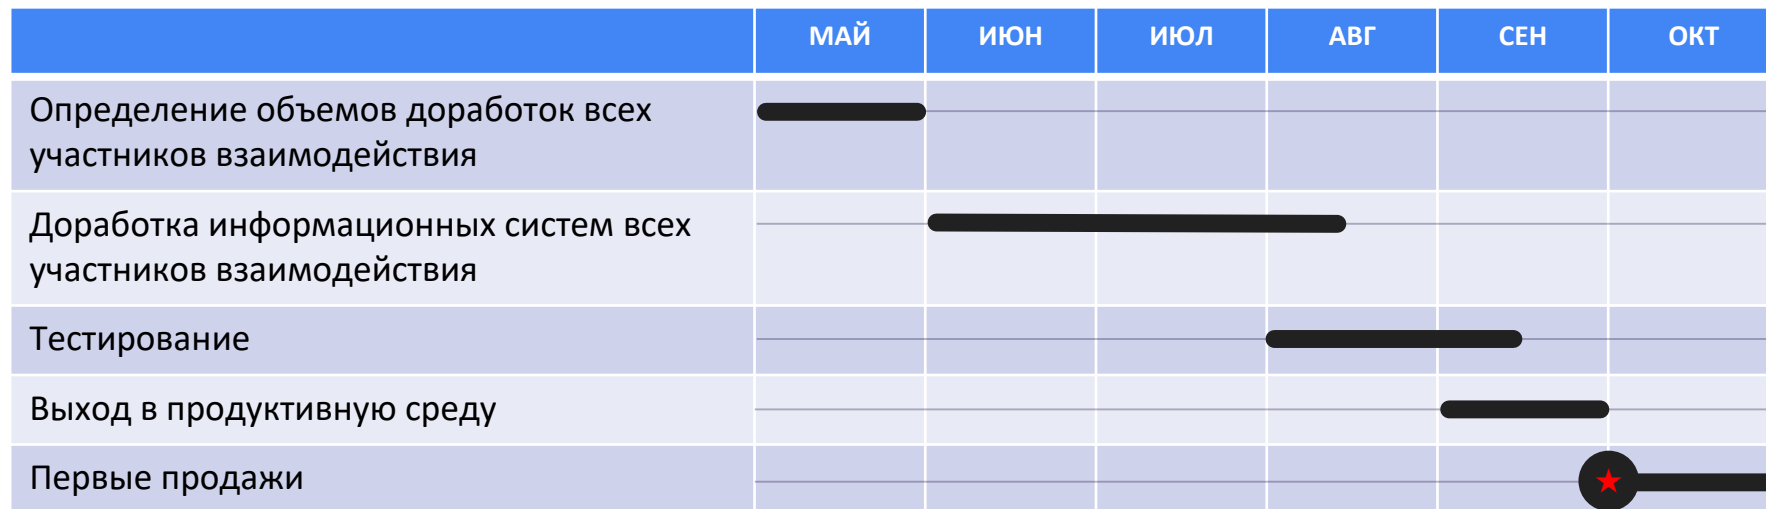 МАЙ ИЮН ИЮЛ АВГ СЕН ОКТ
Определение объемов доработок всех
участников взаимодействия
Доработка информационных систем всех
участников взаимодействия
Тестирование
Выход в продуктивную среду
Первые продажи